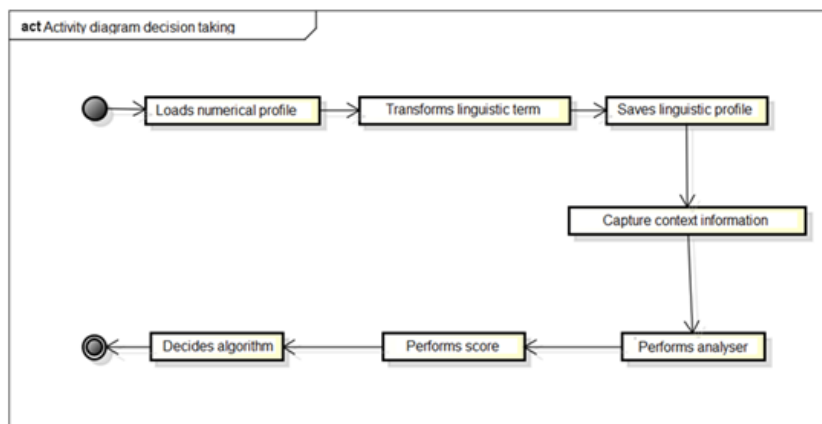 act Activity diagram decision taking
Loads numerical profile
Transforms linguistic term
Saves linguistic profile
Capture context information
Performs analyser
Performs score
Decides algorithm